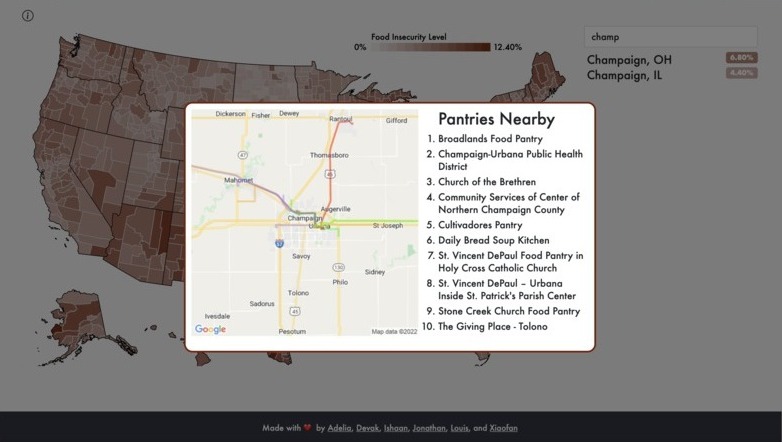 Food Insecurity Level
0%
12.40%
champ
Champaign, OH
6.80%
Champaign, IL
4.40%
Dickerson
Fisher
Dewey
Rantoul
Gifford
Thomasboro
47
45
Mahomet
Augerville
Champaign
Urbana
St Joseph
57
Savoy
130
Sidney
Philo
Tolono
Sadorus
45
Ivesdale
Pesotum
Google
Map data ©2022
Pantries Nearby
1. Broadlands Food Pantry
2. Champaign-Urbana Public Health
District
3. Church of the Brethren
4. Community Services of Center of
Northern Champaign County
5. Cultivadores Pantry
6. Daily Bread Soup Kitchen
7. St. Vincent DePaul Food Pantry in
Holy Cross Catholic Church
8. St. Vincent DePaul – Urbana
Inside St. Patrick's Parish Center
9. Stone Creek Church Food Pantry
10. The Giving Place - Tolono
Made with ❤ by Adelia, Devak, Ishaan, Jonathan, Louis, and Xiaofan